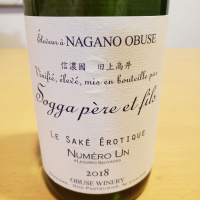 Éleveur à NAGANO OBUSE
信濃國 旧上高井
Vinifié, élevé, mis en bouteille par
Sogga père et fils
LE SAKÉ ÉROTIQUE
NUMÉRO UN
2018
OBUSE WINERY